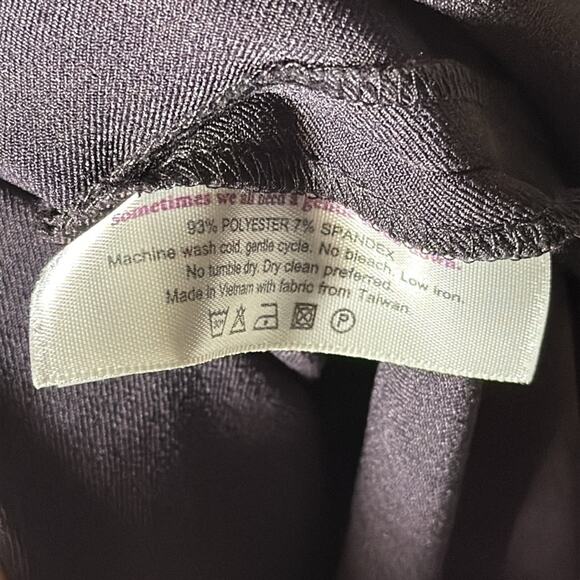 sometimes we all need a
93% POLYESTER 7% SPANDEX
Machine wash cold, gentle cycle. No bleach. Low iron.
No tumble dry. Dry clean preferred.
Made in Vietnam with fabric from Taiwan
30°
P